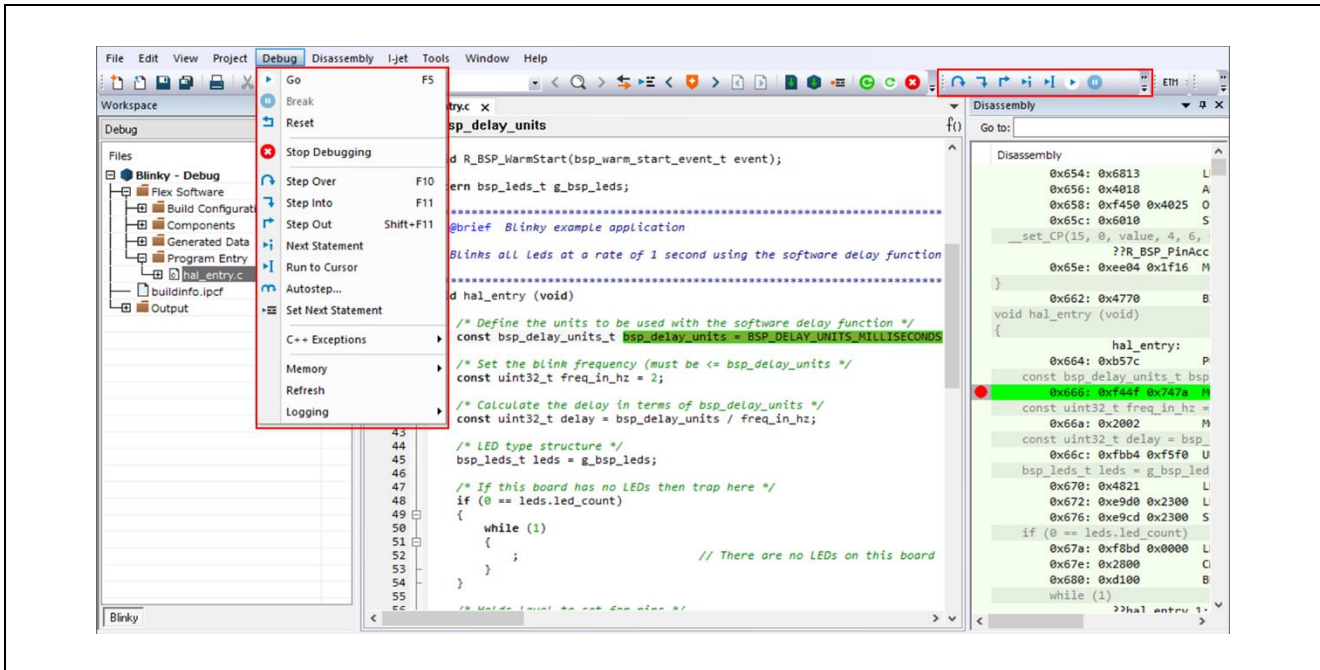 File Edit View Project Debug Disassembly I-jet Tools Window Help
ETM
Workspace
Debug
Files
Blinky - Debug
Flex Software
Build Configurati
Components
Generated Data
Program Entry
hal_entry.c
buildinfo.ipcf
Output
Blinky
Go F5
Break
Reset
Stop Debugging
Step Over F10
Step Into F11
Step Out Shift+F11
Next Statement
Run to Cursor
Autostep...
Set Next Statement
C++ Exceptions
Memory
Refresh
Logging
try.c x
sp_delay_units f()
d R_BSP_WarmStart(bsp_warm_start_event_t event);
ern bsp_leds_t g_bsp_leds;
*******************************************************************
@brief Blinky example application
Blinks all leds at a rate of 1 second using the software delay function
*******************************************************************
d hal_entry (void)
/* Define the units to be used with the software delay function */
const bsp_delay_units_t bsp_delay_units = BSP_DELAY_UNITS_MILLISECONDS
/* Set the blink frequency (must be <= bsp_delay_units */
const uint32_t freq_in_hz = 2;
/* Calculate the delay in terms of bsp_delay_units */
const uint32_t delay = bsp_delay_units / freq_in_hz;
43
44 /* LED type structure */
45 bsp_leds_t leds = g_bsp_leds;
46
47 /* If this board has no LEDs then trap here */
48 if (0 == leds.led_count)
49 {
50 while (1)
51 {
52 ; // There are no LEDs on this board
53 }
54 }
55
56 /* Holds level to set for pins */
Disassembly
Go to:
Disassembly
0x654: 0x6813 L
0x656: 0x4018 A
0x658: 0xf450 0x4025 O
0x65c: 0x6010 S
__set_CP(15, 0, value, 4, 6,
??R_BSP_PinAcc
0x65e: 0xee04 0x1f16 M
}
0x662: 0x4770 B
void hal_entry (void)
{
hal_entry:
0x664: 0xb57c P
const bsp_delay_units_t bsp
0x666: 0xf44f 0x747a M
const uint32_t freq_in_hz =
0x66a: 0x2002 M
const uint32_t delay = bsp_
0x66c: 0xfbb4 0xf5f0 U
bsp_leds_t leds = g_bsp_led
0x670: 0x4821 L
0x672: 0xe9d0 0x2300 L
0x676: 0xe9cd 0x2300 S
if (0 == leds.led_count)
0x67a: 0xf8bd 0x0000 L
0x67e: 0x2800 C
0x680: 0xd100 B
while (1)
??hal_entry_1: